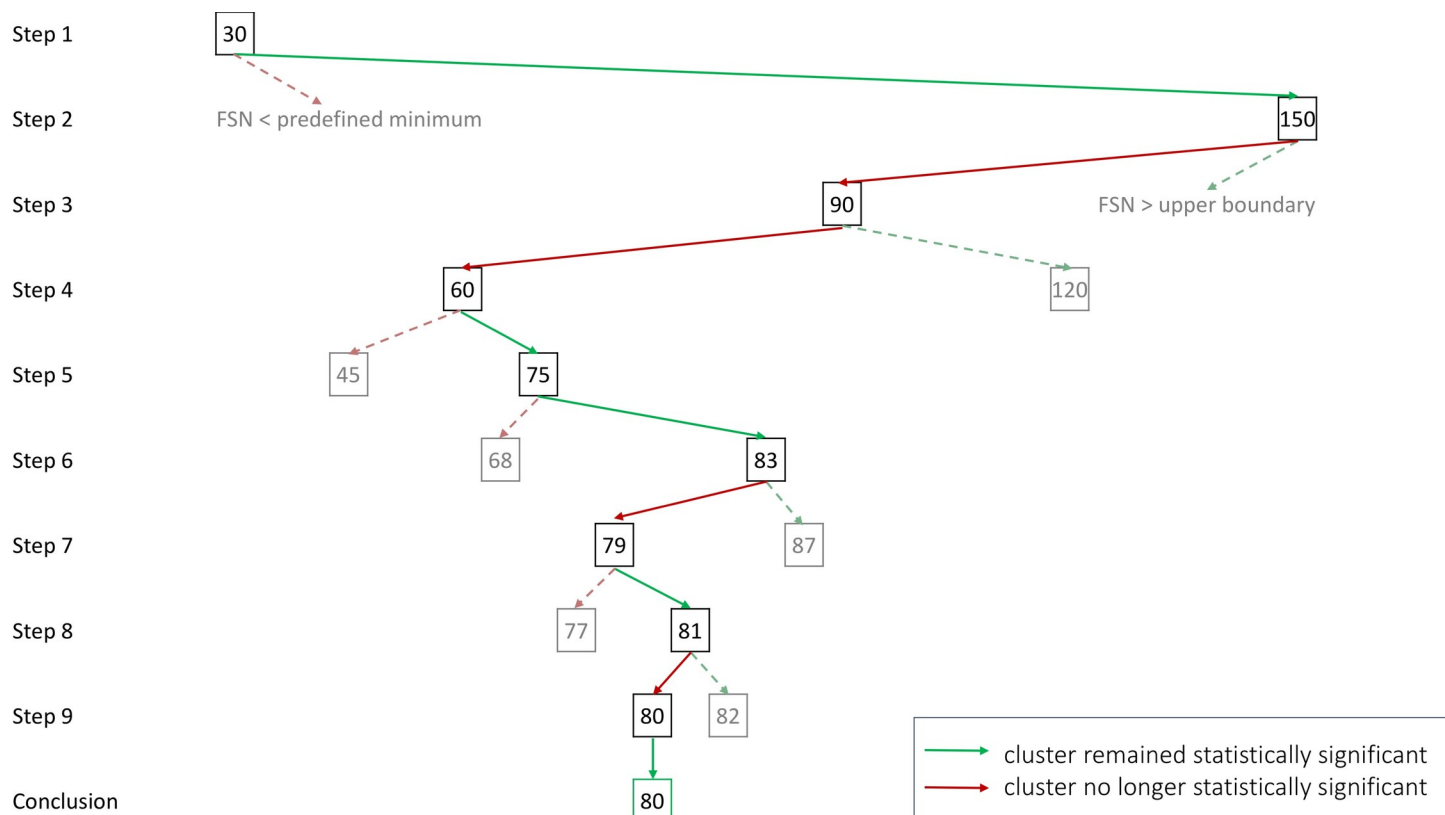 Step 1
30
Step 2
FSN < predefined minimum
150
Step 3
90
FSN > upper boundary
Step 4
60
120
Step 5
45
75
Step 6
68
83
Step 7
79
87
Step 8
77
81
Step 9
80
82
cluster remained statistically significant
cluster no longer statistically significant
Conclusion
80